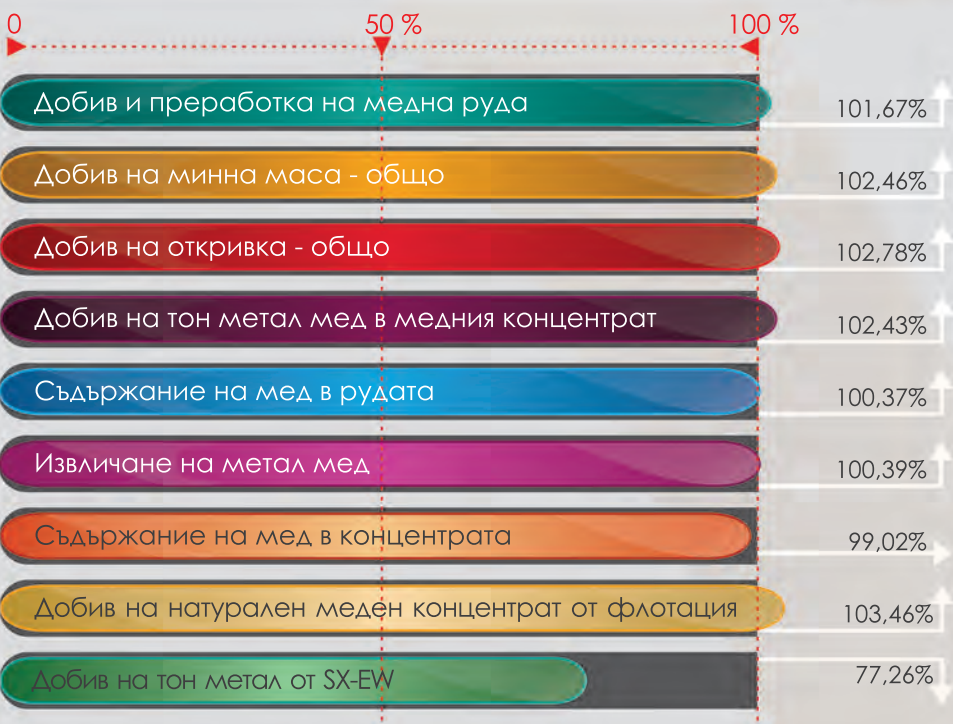 0 50 % 100 %
Добив и преработка на медна руда 101,67%
Добив на минна маса - общо 102,46%
Добив на откривка - общо 102,78%
Добив на тон метал мед в медния концентрат 102,43%
Съдържание на мед в рудата 100,37%
Извличане на метал мед 100,39%
Съдържание на мед в концентрата 99,02%
Добив на натурален меден концентрат от флотация 103,46%
Добив на тон метал от SX-EW 77,26%